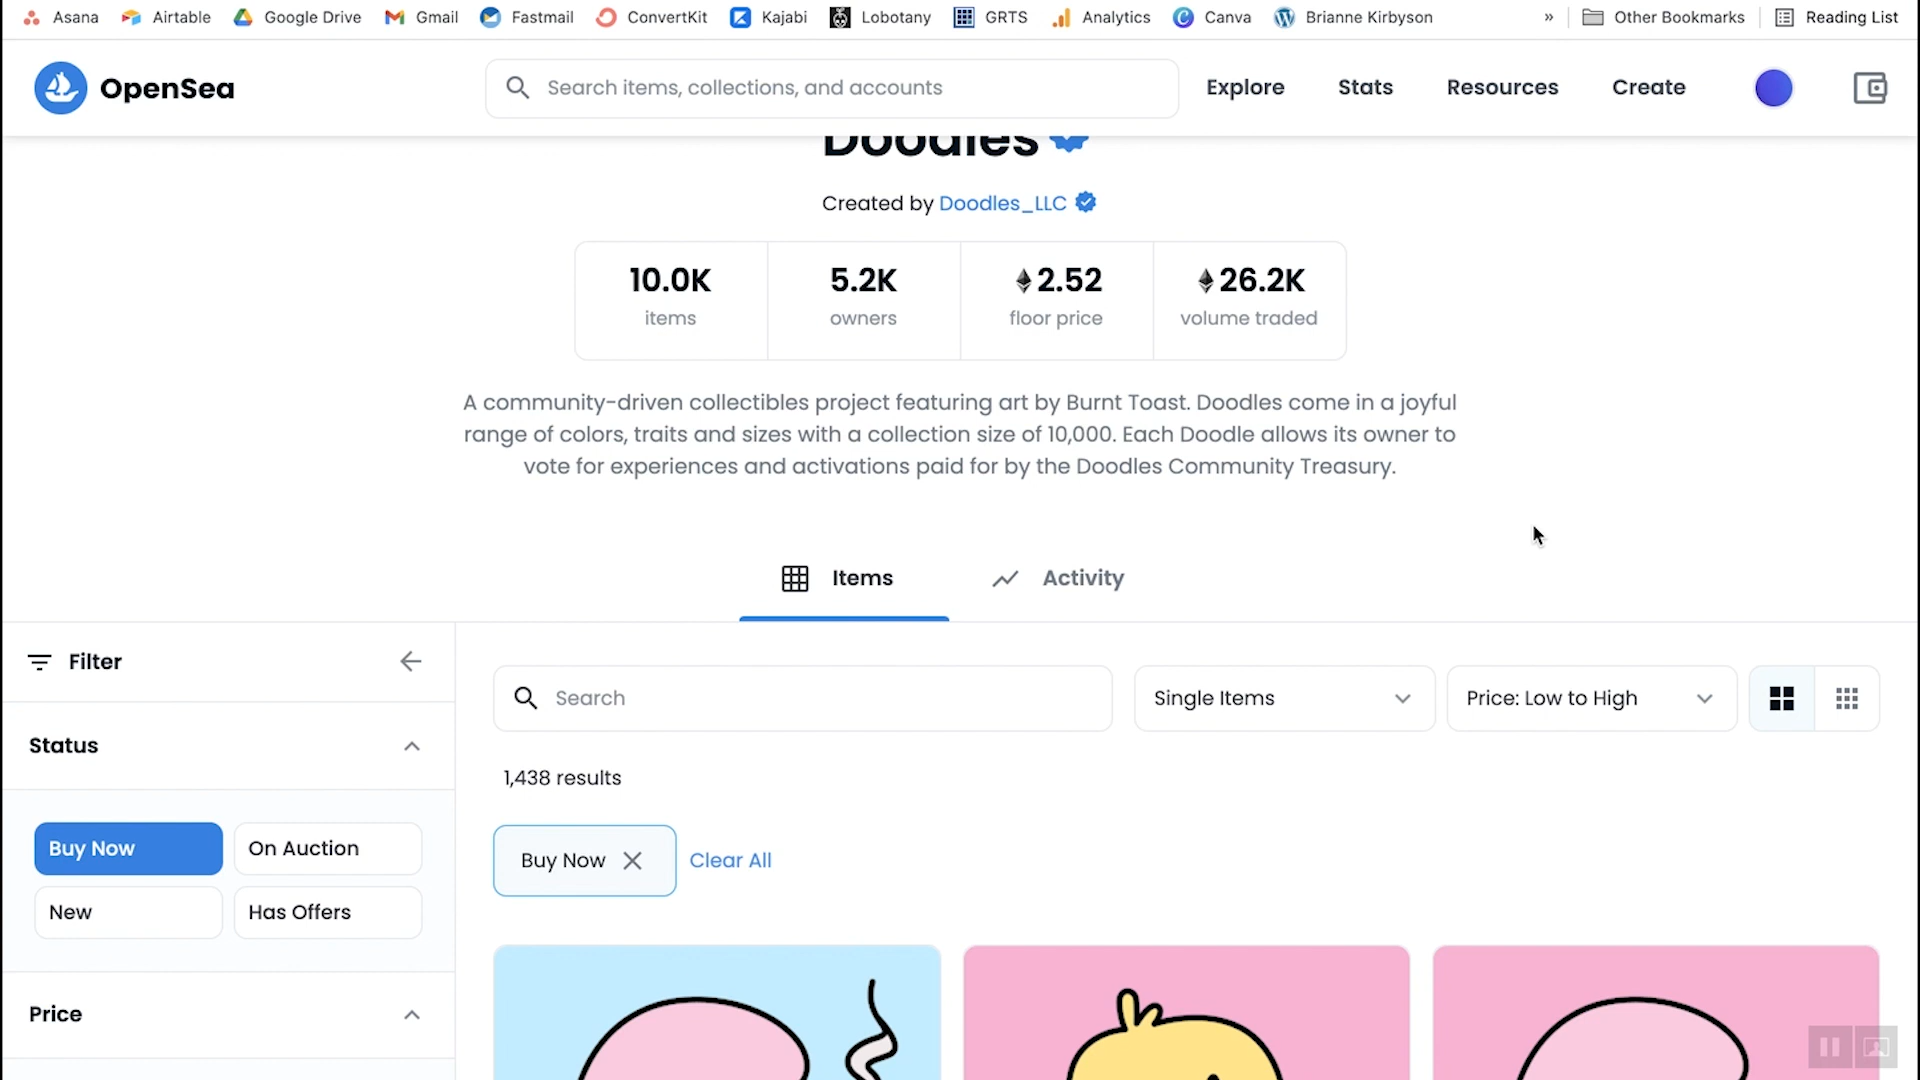 Asana Airtable Google Drive Gmail Fastmail ConvertKit Kajabi Lobotany GRTS Analytics Canva Brianne Kirbyson » Other Bookmarks Reading List
OpenSea Search items, collections, and accounts Explore Stats Resources Create
Doodles
Created by Doodles_LLC
10.0K 5.2K 2.52 26.2K
items owners floor price volume traded
A community-driven collectibles project featuring art by Burnt Toast. Doodles come in a joyful
range of colors, traits and sizes with a collection size of 10,000. Each Doodle allows its owner to
vote for experiences and activations paid for by the Doodles Community Treasury.
Items Activity
Filter
Search Single Items Price: Low to High
Status
1,438 results
Buy Now On Auction
Buy Now Clear All
New Has Offers
Price